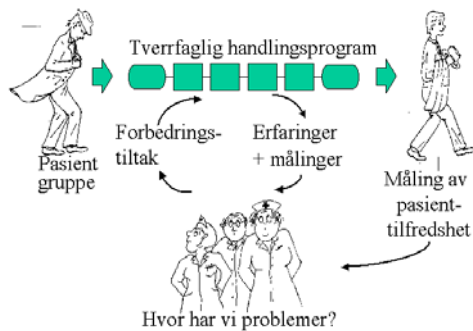 Tverrfaglig handlingsprogram
Pasient
gruppe
Forbedrings-
tiltak
Erfaringer
+ målinger
Måling av
pasient-
tilfredshet
Hvor har vi problemer?